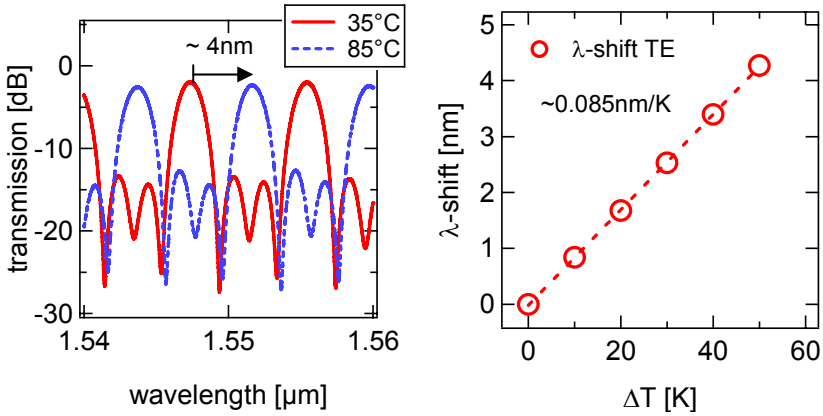 35°C
85°C
~ 4nm
transmission [dB]
0
-10
-20
-30
1.54
1.55
1.56
wavelength [µm]
λ-shift TE
~0.085nm/K
λ-shift [nm]
5
4
3
2
1
0
0
20
40
60
ΔT [K]